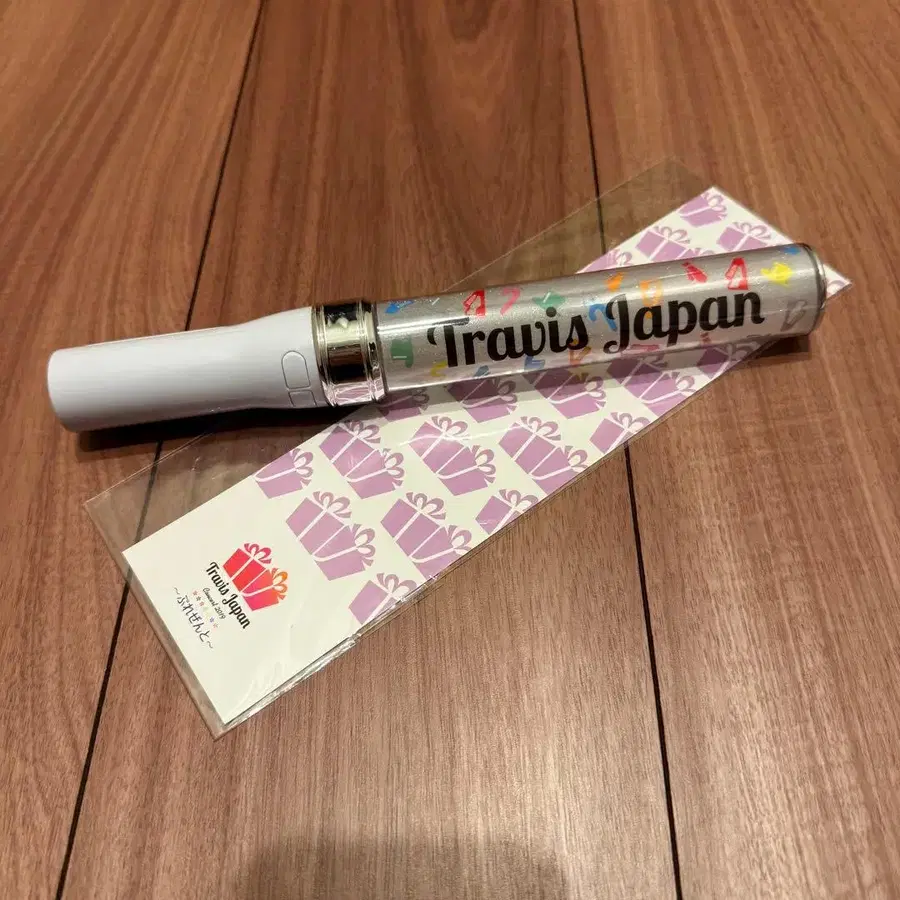 Travis Japan
Travis Japan
Concert 2019
～ぷれぜんと～